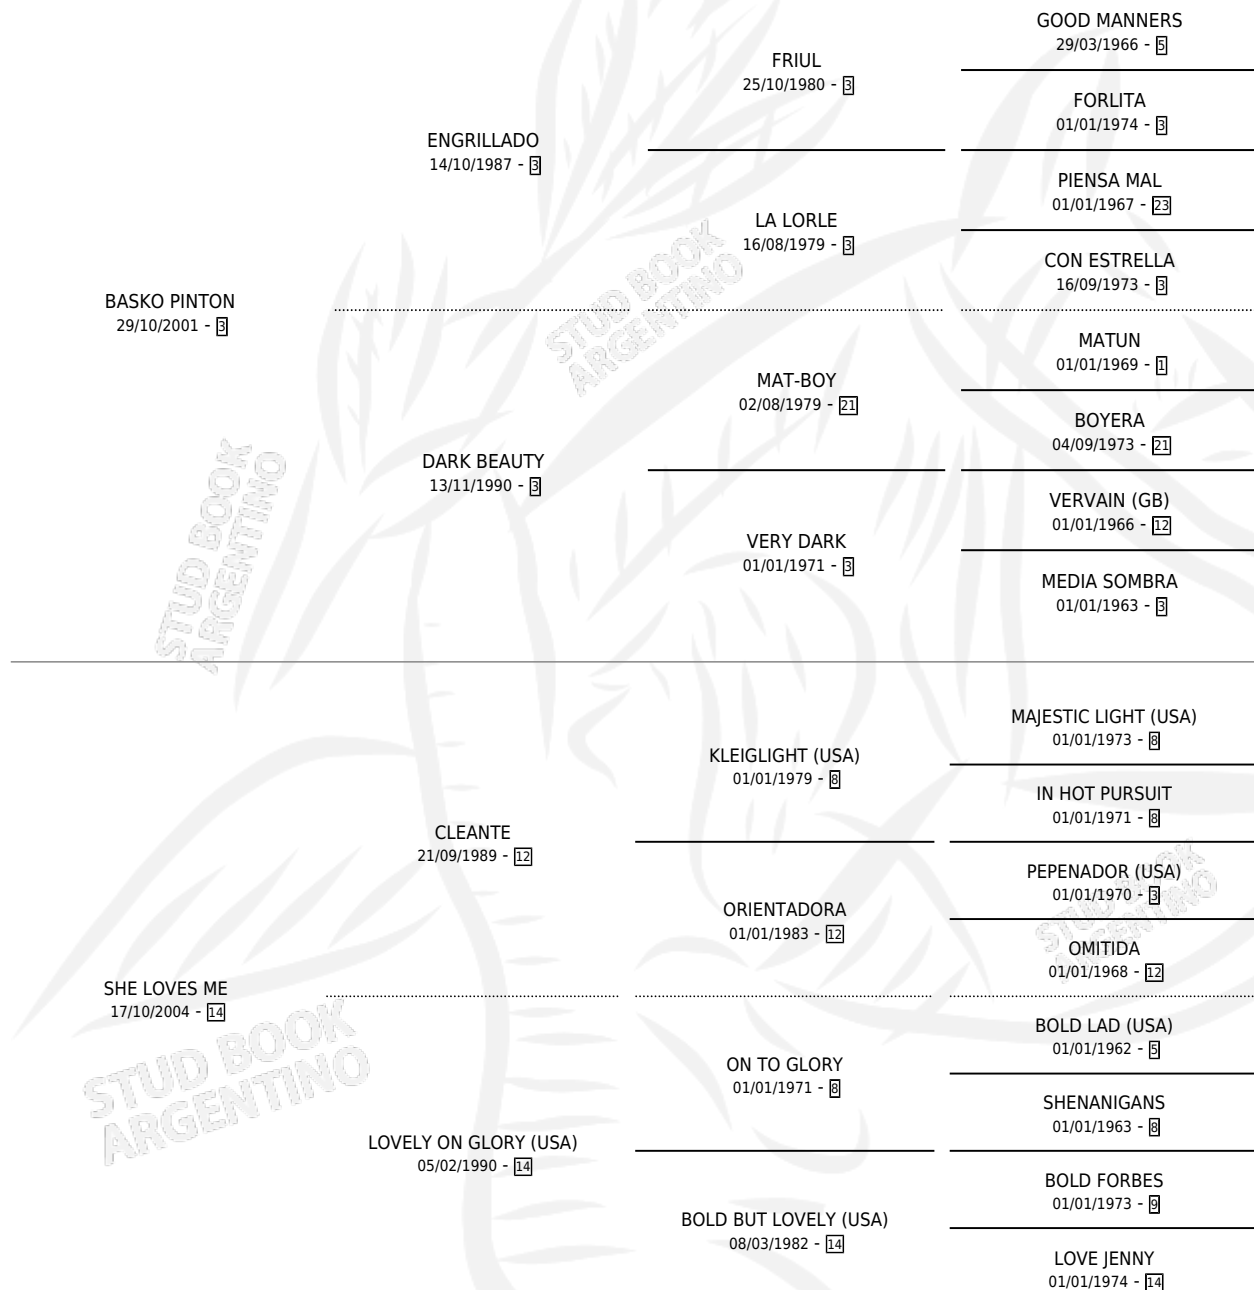 GOOD MANNERS
29/03/1966 - 5
FRIUL
25/10/1980 - 3
FORLITA
01/01/1974 - 3
ENGRILLADO
14/10/1987 - 3
PIENSA MAL
01/01/1967 - 23
LA LORLE
16/08/1979 - 3
CON ESTRELLA
16/09/1973 - 3
BASKO PINTON
29/10/2001 - 3
MATUN
01/01/1969 - 1
MAT-BOY
02/08/1979 - 21
BOYERA
04/09/1973 - 21
DARK BEAUTY
13/11/1990 - 3
VERVAIN (GB)
01/01/1966 - 12
VERY DARK
01/01/1971 - 3
MEDIA SOMBRA
01/01/1963 - 3
MAJESTIC LIGHT (USA)
01/01/1973 - 8
KLEIGLIGHT (USA)
01/01/1979 - 8
IN HOT PURSUIT
01/01/1971 - 8
CLEANTE
21/09/1989 - 12
PEPENADOR (USA)
01/01/1970 - 3
ORIENTADORA
01/01/1983 - 12
OMITIDA
01/01/1968 - 12
SHE LOVES ME
17/10/2004 - 14
BOLD LAD (USA)
01/01/1962 - 5
ON TO GLORY
01/01/1971 - 8
SHENANIGANS
01/01/1963 - 8
LOVELY ON GLORY (USA)
05/02/1990 - 14
BOLD FORBES
01/01/1973 - 9
BOLD BUT LOVELY (USA)
08/03/1982 - 14
LOVE JENNY
01/01/1974 - 14
STUD BOOK
ARGENTINO
STUD BOOK
ARGENTINO
STUD BOOK
ARGENTINO
STUD BOOK
ARGENTINO